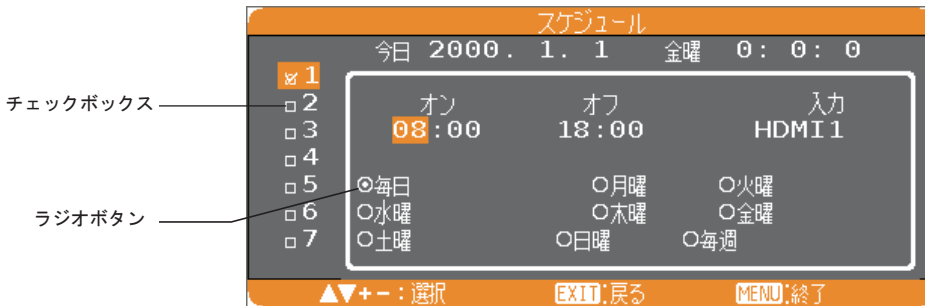 スケジュール
今日 2000. 1. 1 金曜 0: 0: 0
1
チェックボックス
2
3
4
5
6
7
オン オフ 入力
08:00 18:00 HDMI1
毎日 月曜 火曜
ラジオボタン
水曜 木曜 金曜
土曜 日曜 毎週
▲▼+-:選択 EXIT:戻る MENU:終了